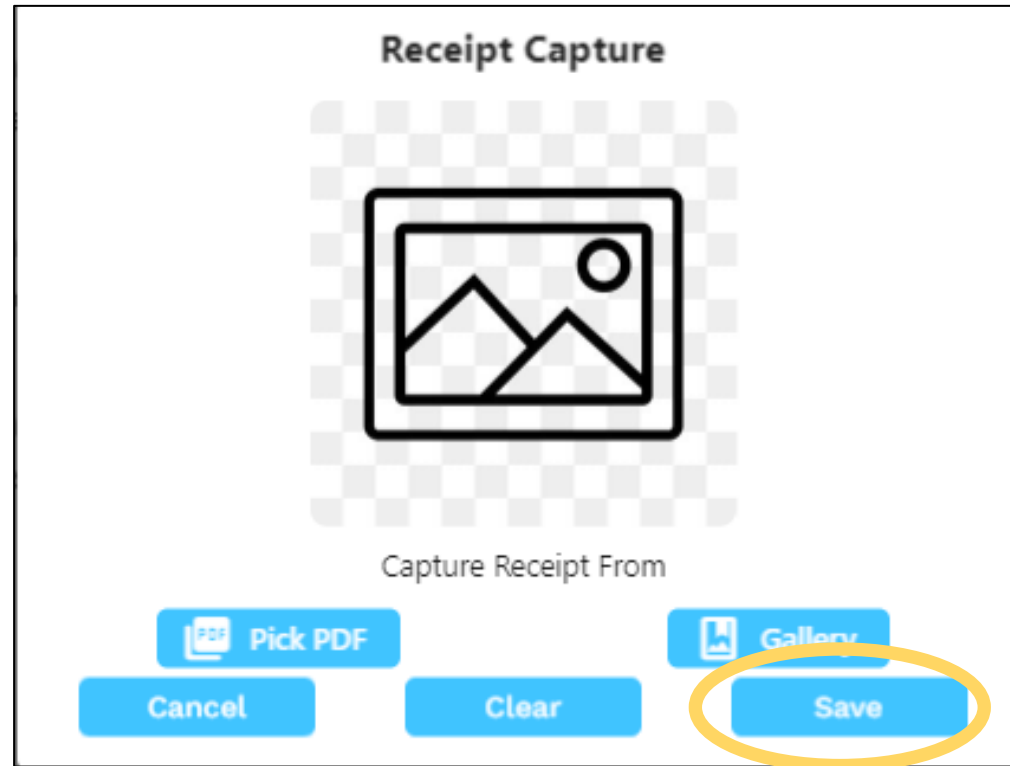 Receipt Capture
Capture Receipt From
PDF Pick PDF
Gallery
Cancel
Clear
Save